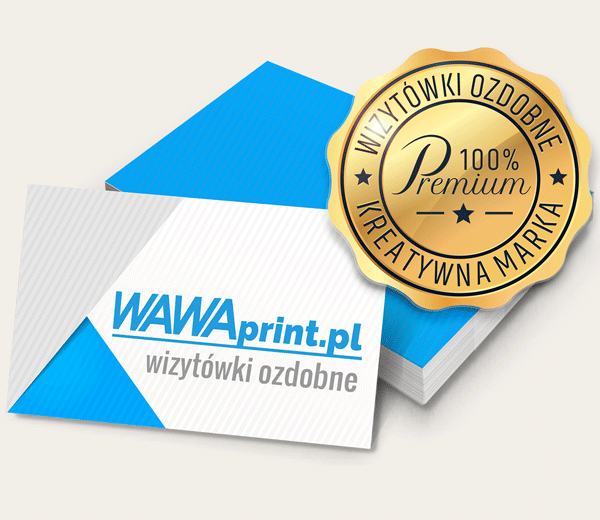 WIZYTÓWKI OZDOBNE
100%
Premium
KREATYWNA MARKA
WAWAprint.pl
wizytówki ozdobne